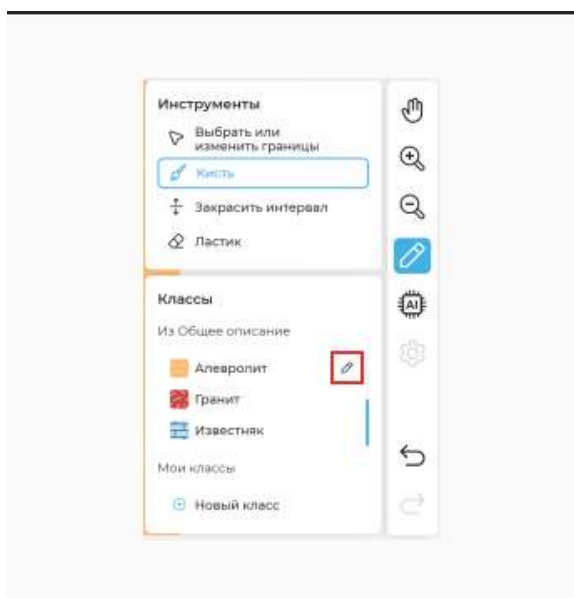 Инструменты
Выбрать или
изменить границы
Кисть
Закрасить интервал
Ластик
Классы
Из Общее описание
Алевролит
Гранит
Известняк
Мои классы
Новый класс
AI